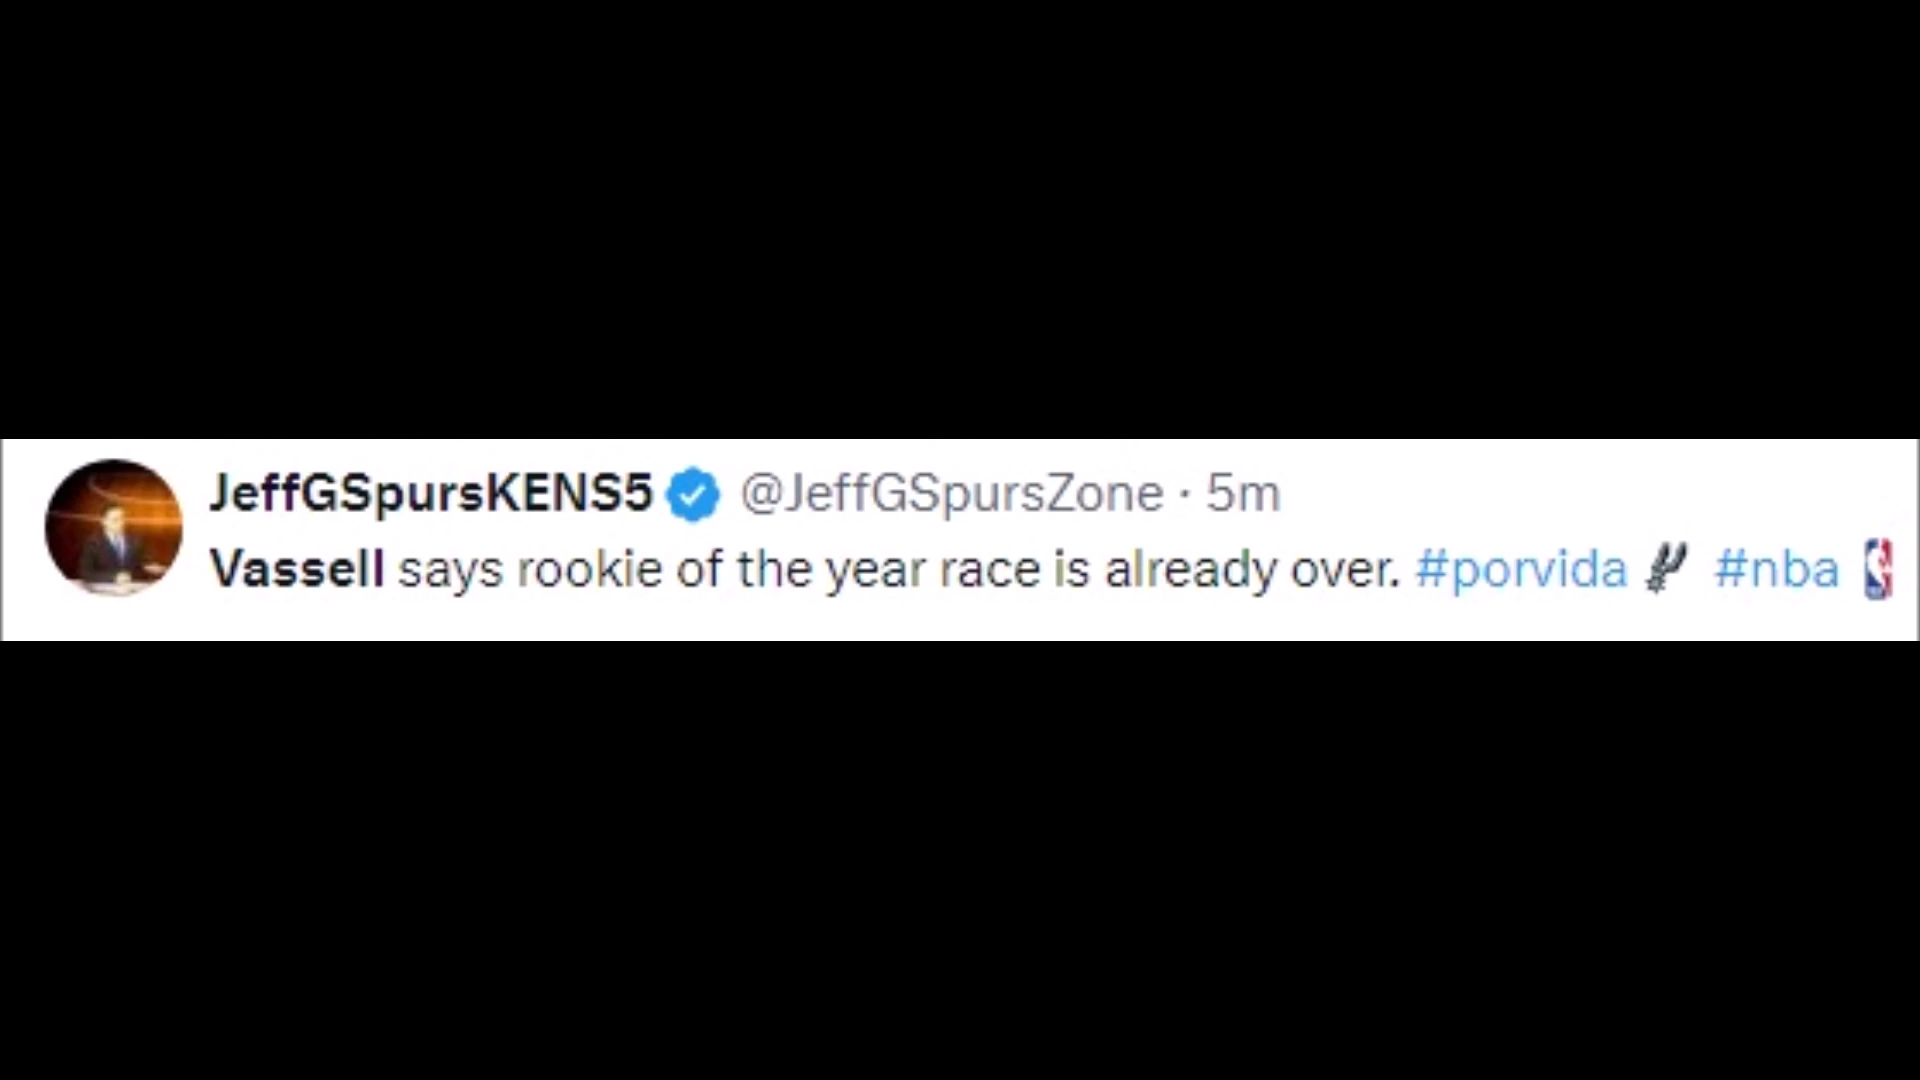 JeffGSpursKENS5 @JeffGSpursZone · 5m
Vassell says rookie of the year race is already over. #porvida #nba